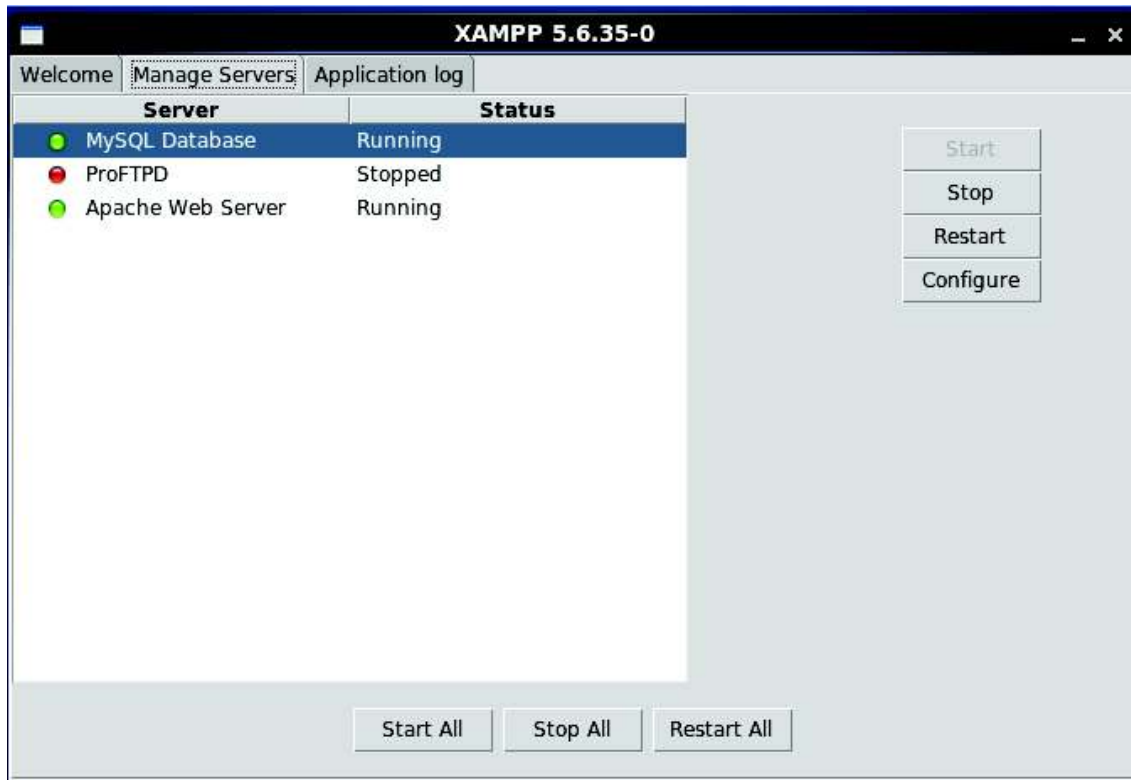 XAMPP 5.6.35-0
Welcome Manage Servers Application log
Server Status
MySQL Database Running
ProFTPD Stopped
Apache Web Server Running
Start
Stop
Restart
Configure
Start All Stop All Restart All